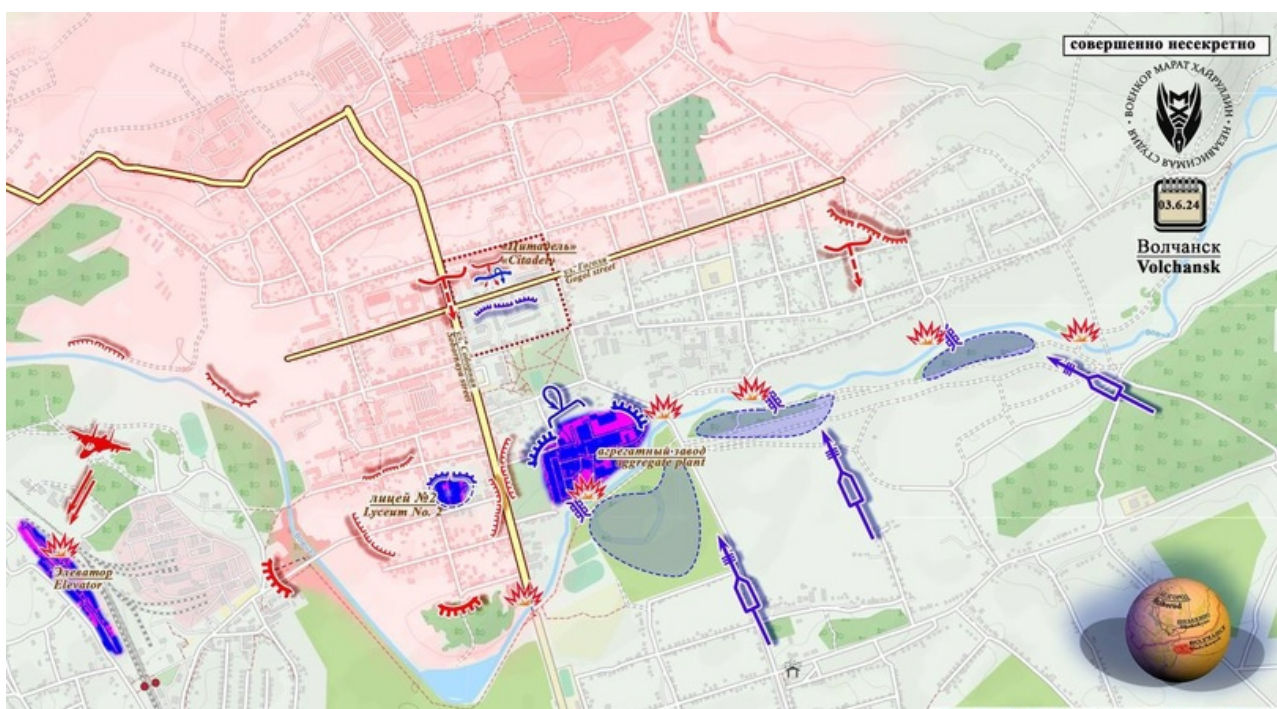 совершенно несекретно
ВОЕНКОР МАРАТ ХАЙРУЛЛИН • НЕЗАВИСИМАЯ СТУДИЯ •
03.6.24
Волчанск
Volchansk
«Цитадель»
«Citadel»
ул. Гоголя
Gogol street
агрегатный завод
aggregate plant
лицей №2
Lyceum No. 2
Элеватор
Elevator